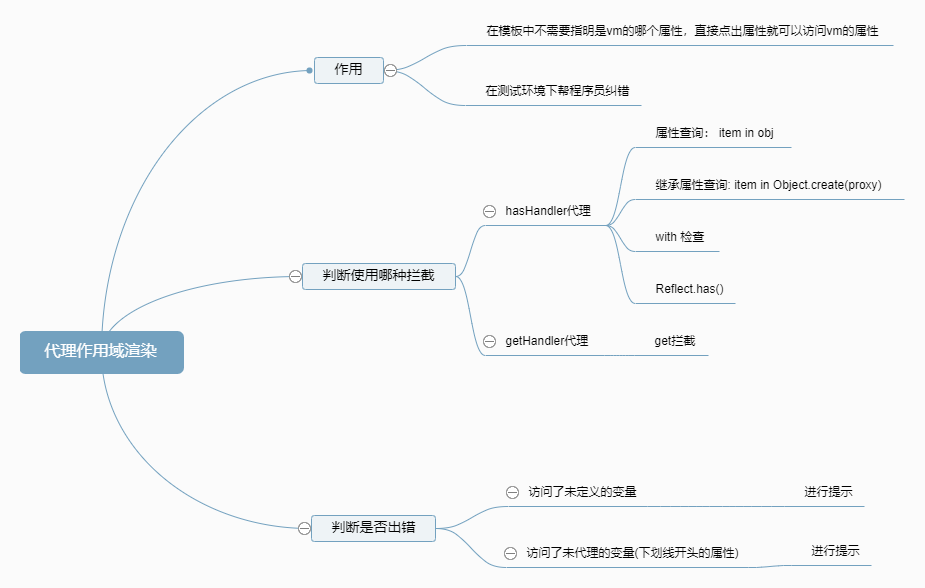 代理作用域渲染
作用
在模板中不需要指明是vm的哪个属性，直接点出属性就可以访问vm的属性
在测试环境下帮程序员纠错
判断使用哪种拦截
hasHandler代理
属性查询： item in obj
继承属性查询: item in Object.create(proxy)
with 检查
Reflect.has()
getHandler代理
get拦截
判断是否出错
访问了未定义的变量
进行提示
访问了未代理的变量(下划线开头的属性)
进行提示